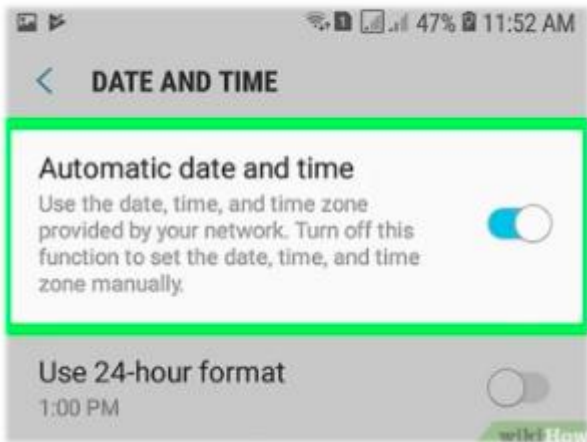 47% 11:52 AM
DATE AND TIME
Automatic date and time
Use the date, time, and time zone
provided by your network. Turn off this
function to set the date, time, and time
zone manually.
Use 24-hour format
1:00 PM
wikiHow